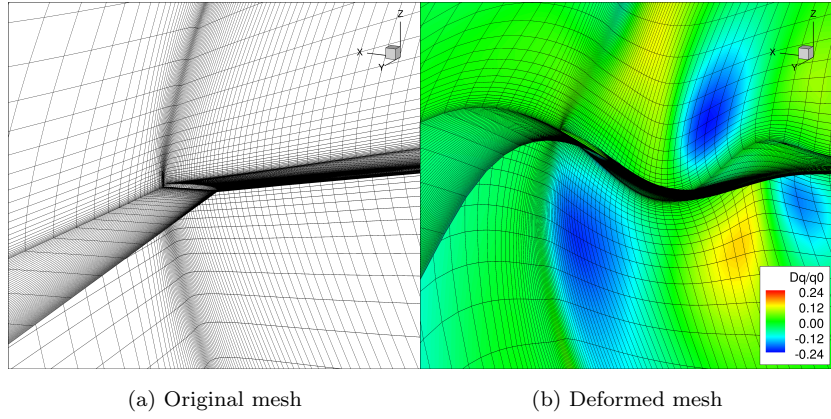 Z
X
Y
Z
X
Y
Dq/q0
0.24
0.12
0.00
-0.12
-0.24
(a) Original mesh
(b) Deformed mesh